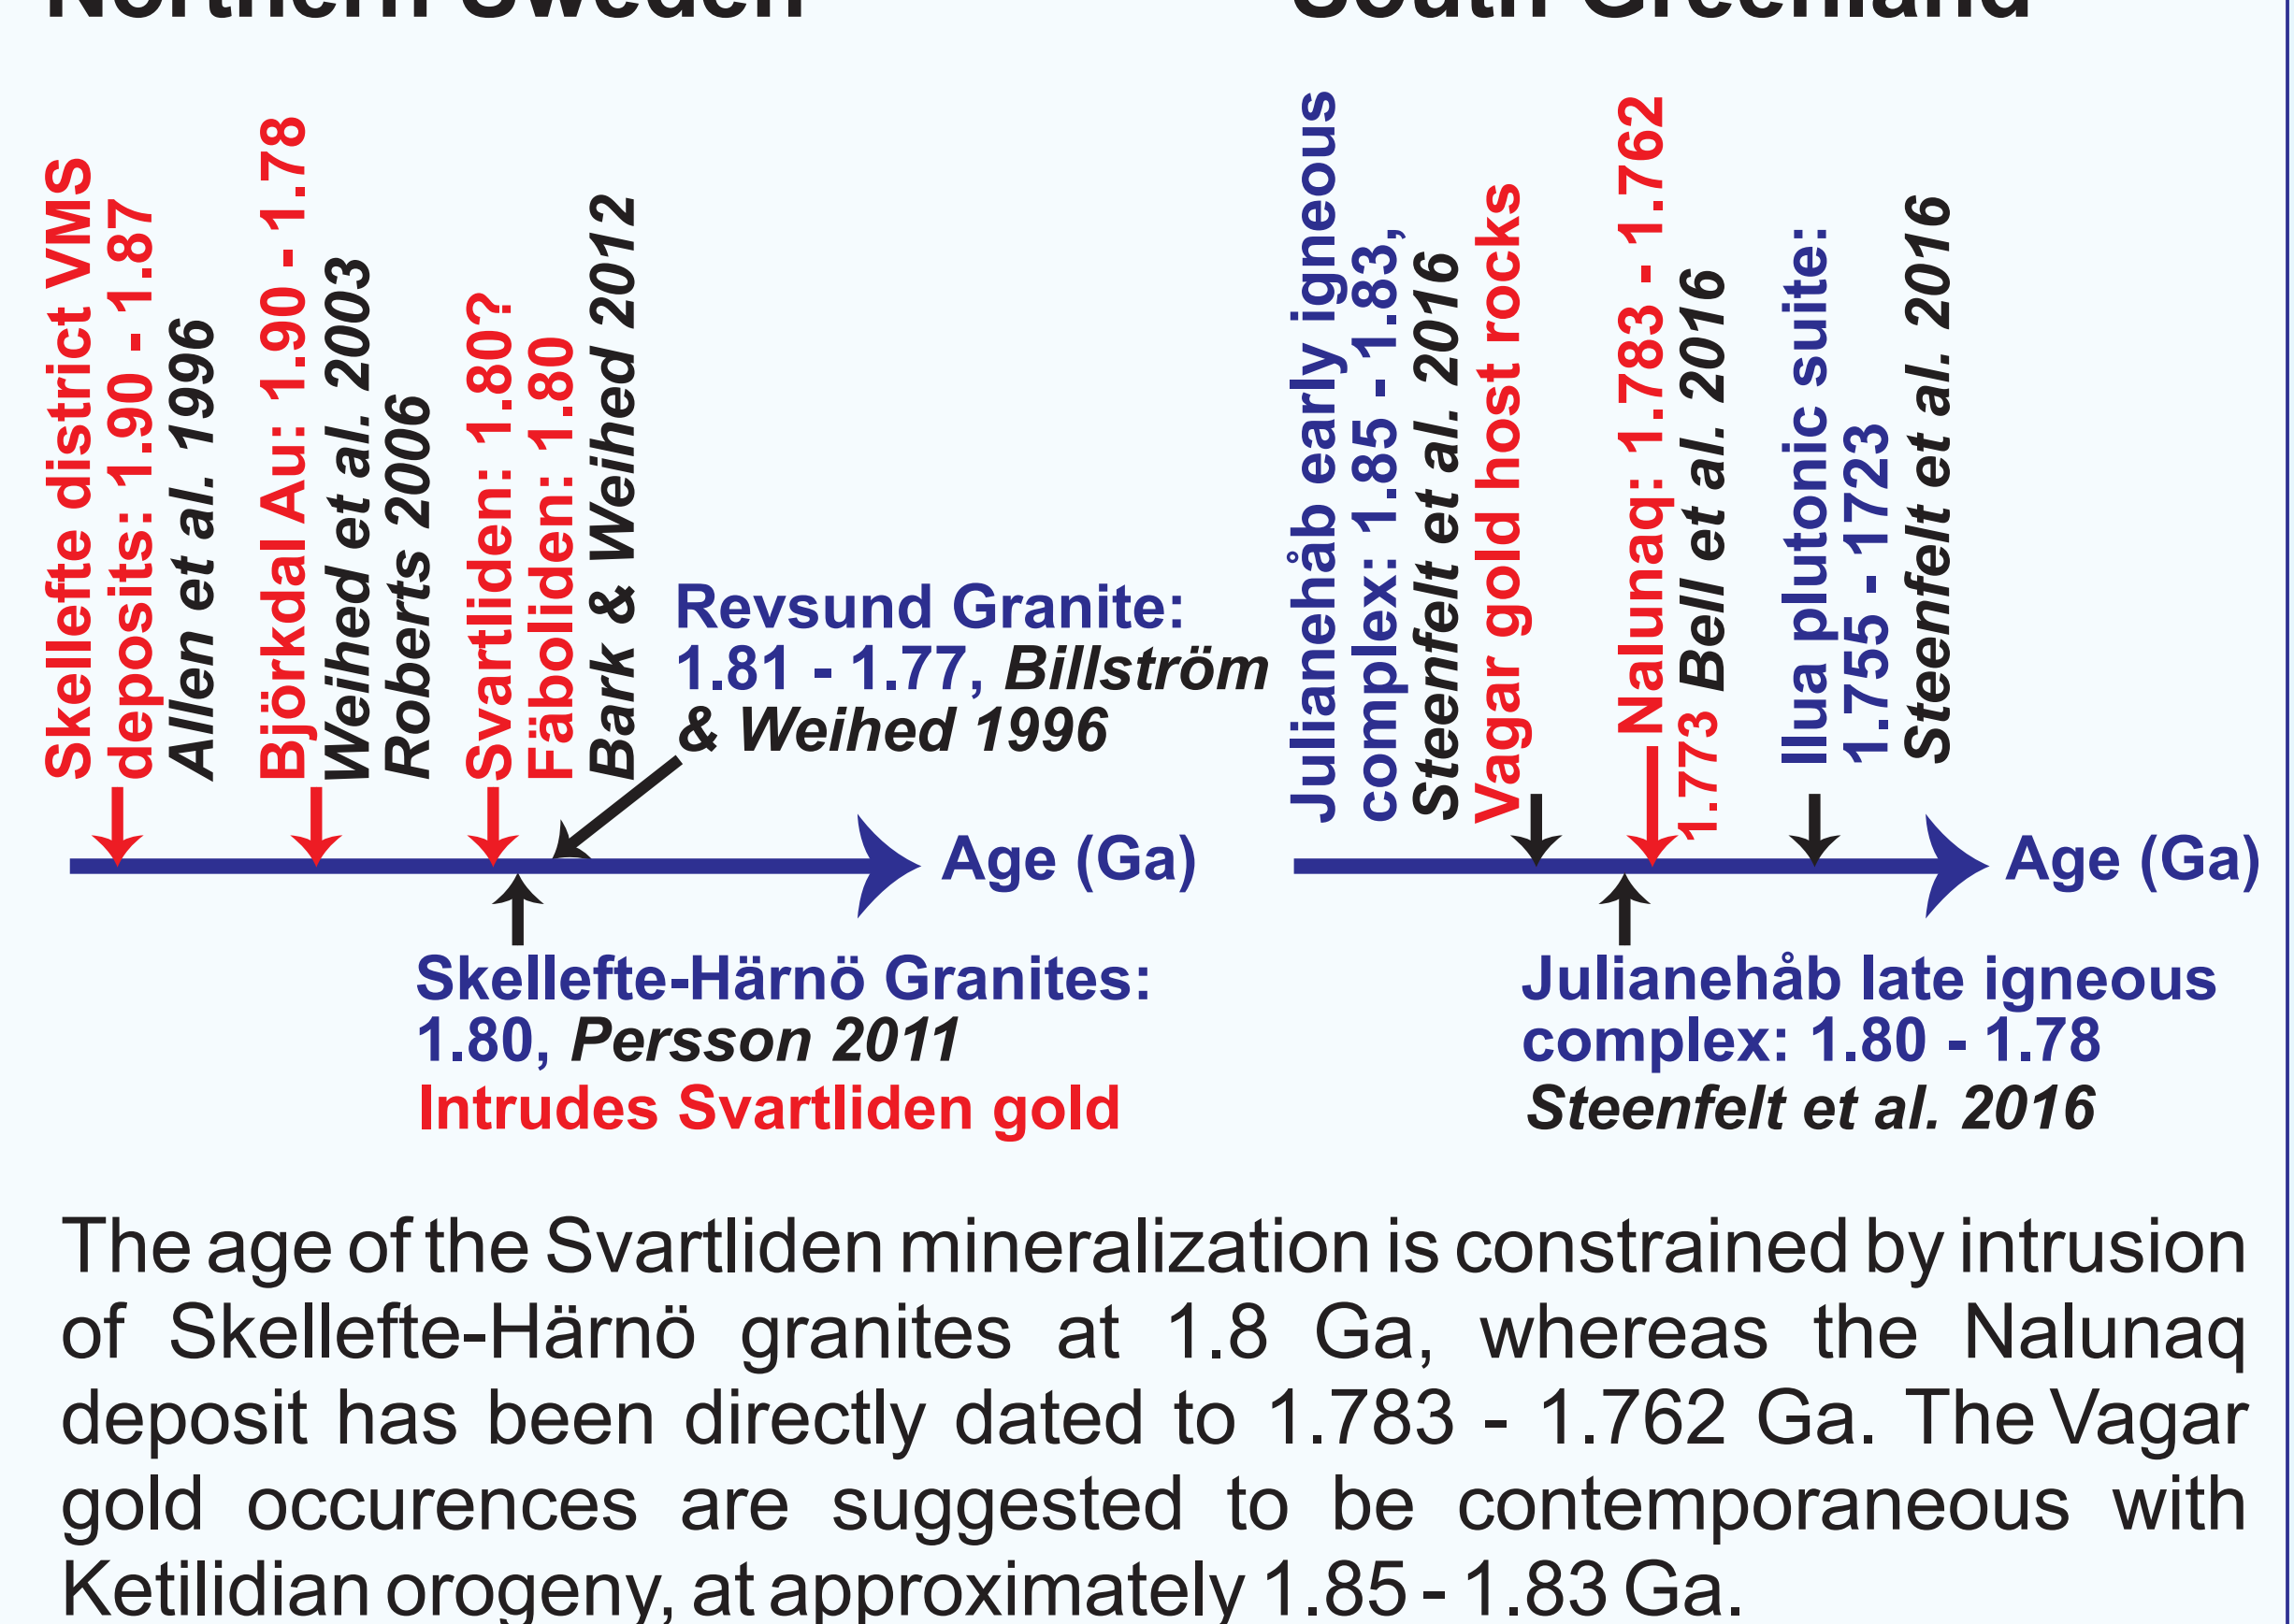 Northern Sweden
South Greenland
Skellefte district VMS
deposits: 1.90 - 1.87
Allen et al. 1996
Björkdal Au: 1.90 - 1.78
Weihed et al. 2003
Roberts 2006
Svartliden: 1.80?
Fäboliden: 1.80
Bark & Weihed 2012
Revsund Granite:
1.81 - 1.77, Billström
& Weihed 1996
Age (Ga)
Skellefte-Härnö Granites:
1.80, Persson 2011
Intrudes Svartliden gold
Julianehåb early igneous
complex: 1.85 - 1.83,
Steenfelt et al. 2016
Vagar gold host rocks
Nalunaq: 1.783 - 1.762
1.773 Bell et al. 2016
Ilua plutonic suite:
1.755 - 1723
Steenfelt et al. 2016
Age (Ga)
Julianehåb late igneous
complex: 1.80 - 1.78
Steenfelt et al. 2016
The age of the Svartliden mineralization is constrained by intrusion
of Skellefte-Härnö granites at 1.8 Ga, whereas the Nalunaq
deposit has been directly dated to 1.783 - 1.762 Ga. The Vagar
gold occurences are suggested to be contemporaneous with
Ketilidian orogeny, at approximately 1.85 - 1.83 Ga.